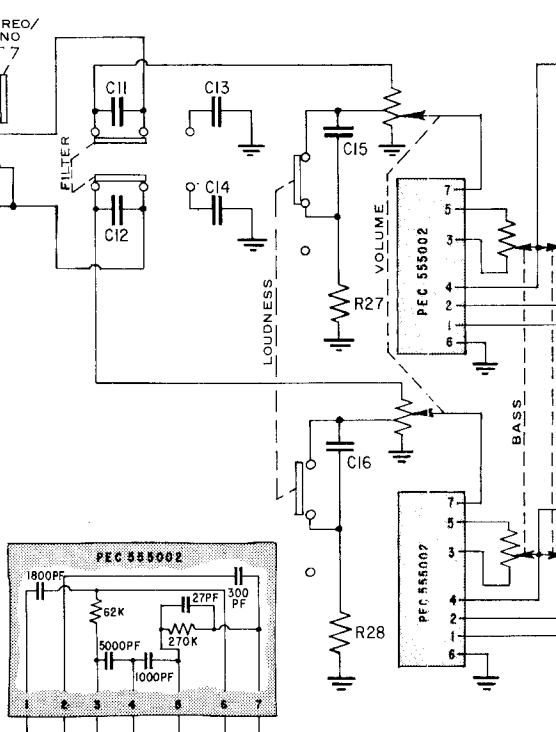 REO/
NO
7
C11
C13
FILTER
C15
C14
C12
VOLUME
7
5
3
PEC 555002
4
2
1
6
LOUDNESS
R27
BASS
C16
7
5
3
PEC 555002
4
2
1
6
R28
PEC 555002
1800PF
300
PF
27PF
62K
270K
5000PF
1000PF
1 2 3 4 5 6 7